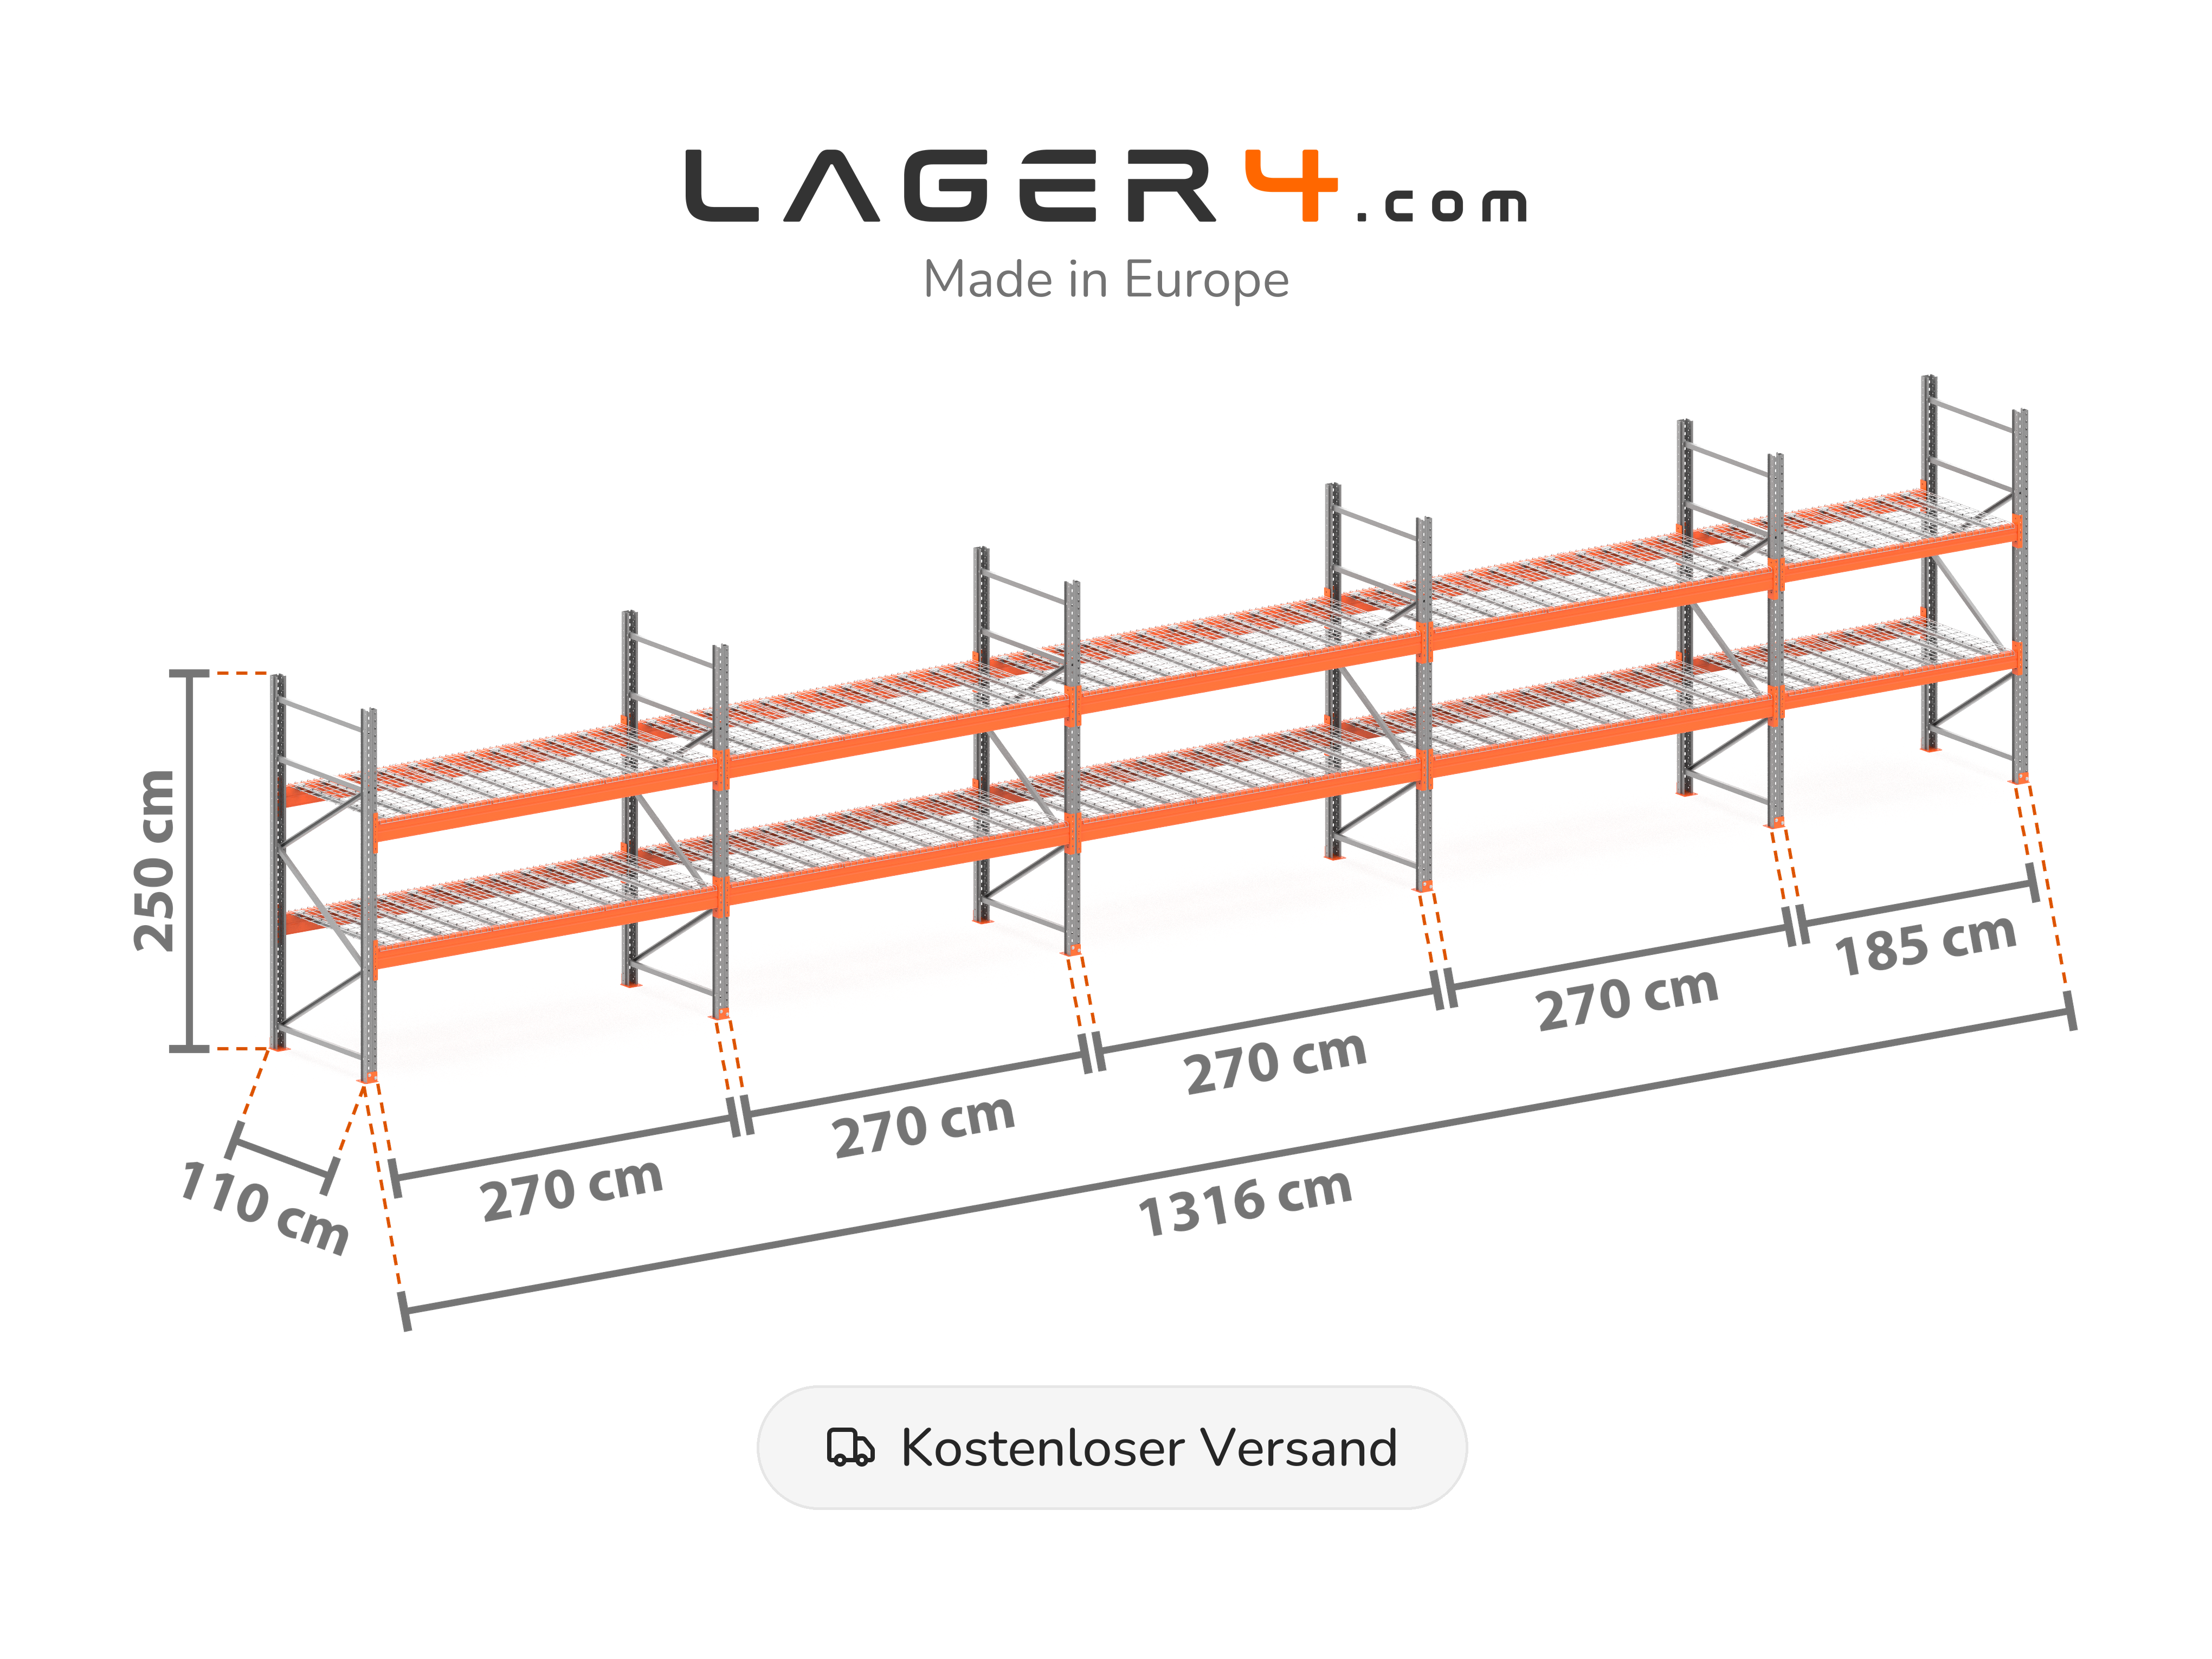 LAGER4.com
Made in Europe
250 cm
110 cm
270 cm
270 cm
270 cm
270 cm
185 cm
1316 cm
Kostenloser Versand